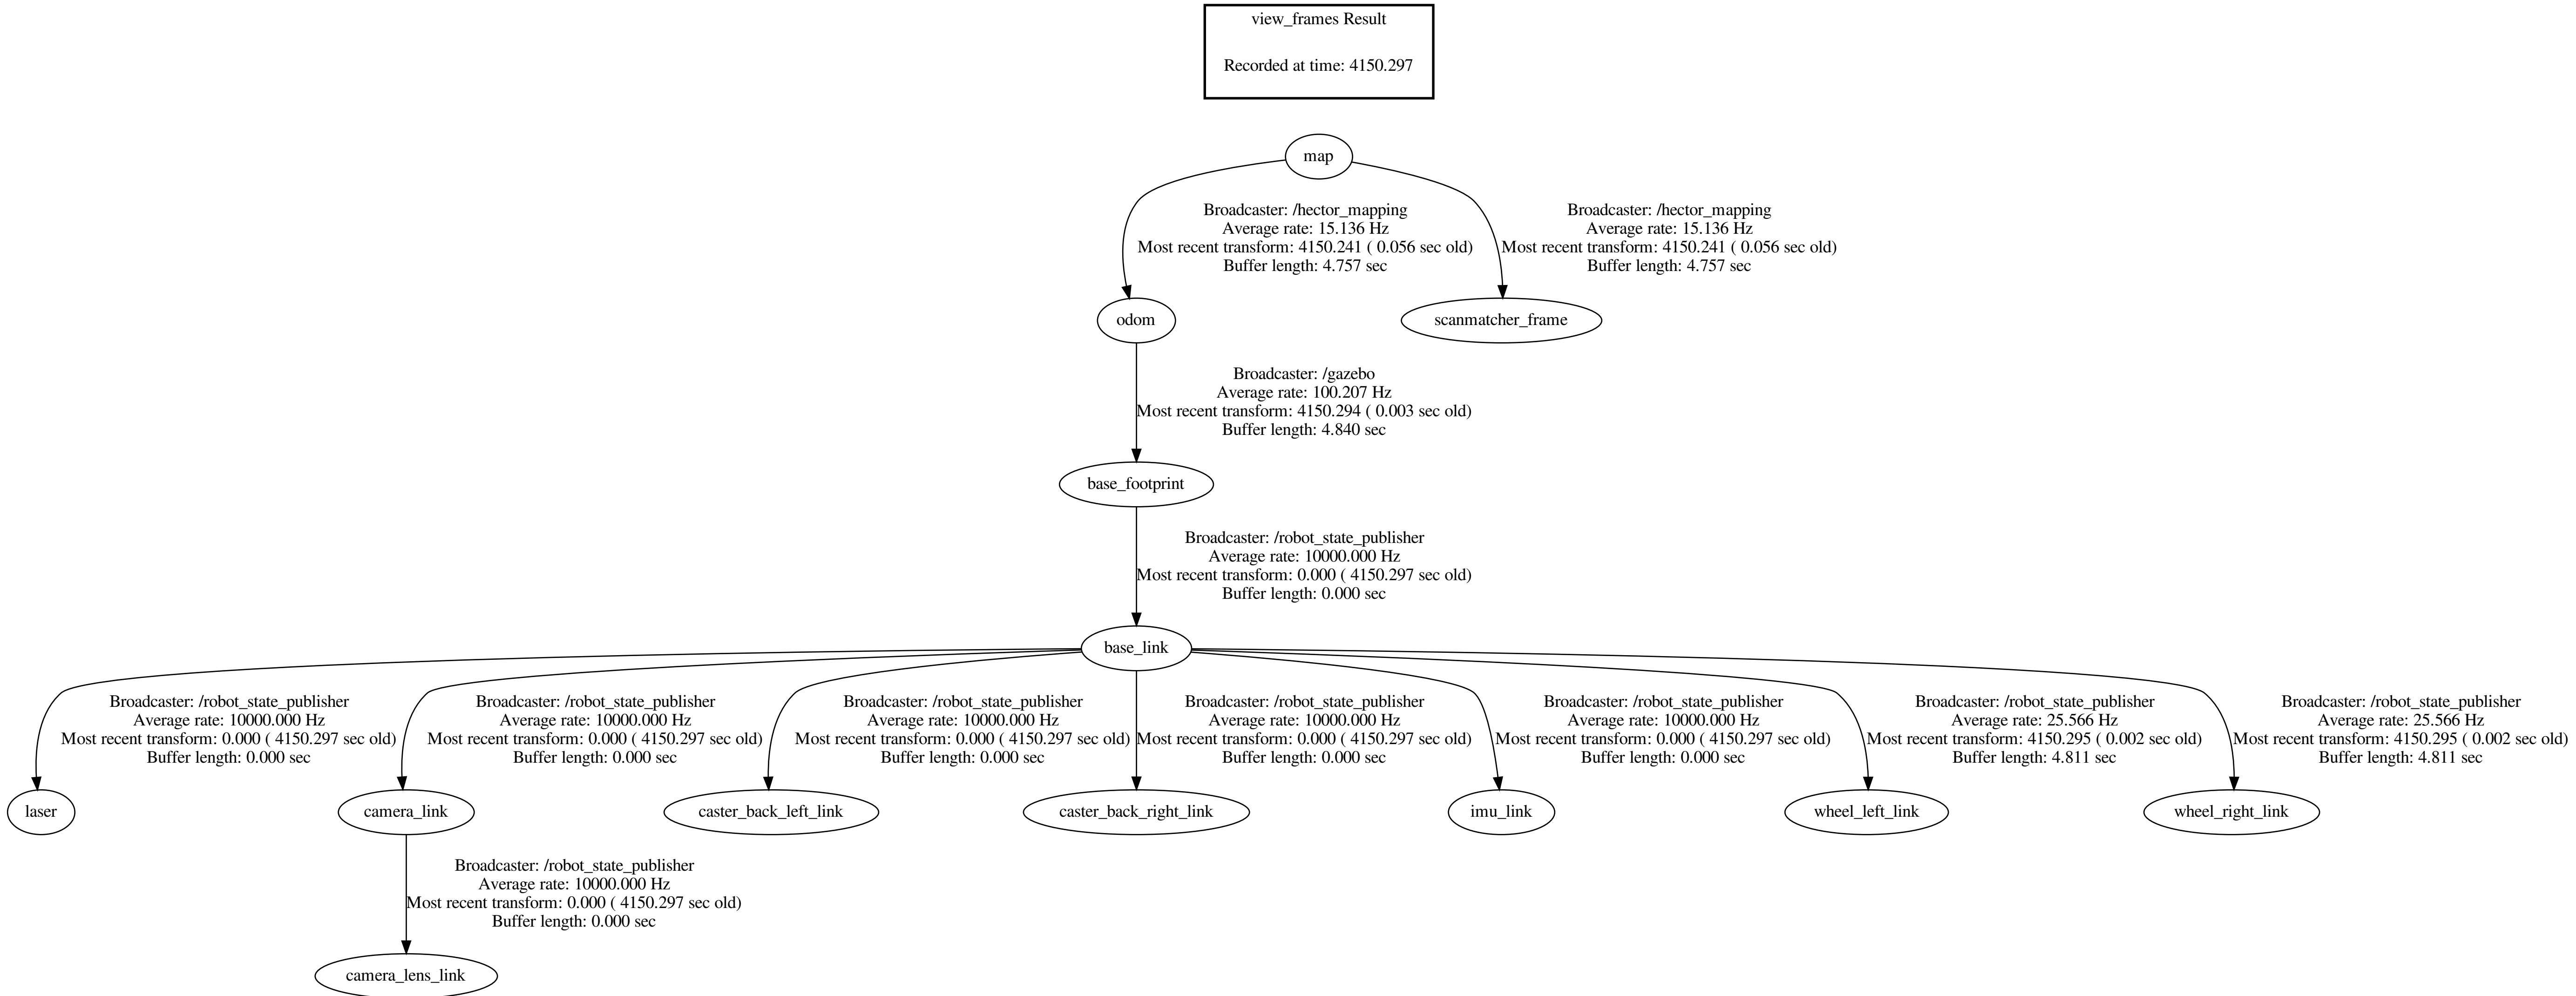 view_frames Result
Recorded at time: 4150.297
map
Broadcaster: /hector_mapping
Average rate: 15.136 Hz
Most recent transform: 4150.241 ( 0.056 sec old)
Buffer length: 4.757 sec
Broadcaster: /hector_mapping
Average rate: 15.136 Hz
Most recent transform: 4150.241 ( 0.056 sec old)
Buffer length: 4.757 sec
odom
scanmatcher_frame
Broadcaster: /gazebo
Average rate: 100.207 Hz
Most recent transform: 4150.294 ( 0.003 sec old)
Buffer length: 4.840 sec
base_footprint
Broadcaster: /robot_state_publisher
Average rate: 10000.000 Hz
Most recent transform: 0.000 ( 4150.297 sec old)
Buffer length: 0.000 sec
base_link
Broadcaster: /robot_state_publisher
Average rate: 10000.000 Hz
Most recent transform: 0.000 ( 4150.297 sec old)
Buffer length: 0.000 sec
Broadcaster: /robot_state_publisher
Average rate: 10000.000 Hz
Most recent transform: 0.000 ( 4150.297 sec old)
Buffer length: 0.000 sec
Broadcaster: /robot_state_publisher
Average rate: 10000.000 Hz
Most recent transform: 0.000 ( 4150.297 sec old)
Buffer length: 0.000 sec
Broadcaster: /robot_state_publisher
Average rate: 10000.000 Hz
Most recent transform: 0.000 ( 4150.297 sec old)
Buffer length: 0.000 sec
Broadcaster: /robot_state_publisher
Average rate: 10000.000 Hz
Most recent transform: 0.000 ( 4150.297 sec old)
Buffer length: 0.000 sec
Broadcaster: /robot_state_publisher
Average rate: 25.566 Hz
Most recent transform: 4150.295 ( 0.002 sec old)
Buffer length: 4.811 sec
Broadcaster: /robot_state_publisher
Average rate: 25.566 Hz
Most recent transform: 4150.295 ( 0.002 sec old)
Buffer length: 4.811 sec
laser
camera_link
caster_back_left_link
caster_back_right_link
imu_link
wheel_left_link
wheel_right_link
Broadcaster: /robot_state_publisher
Average rate: 10000.000 Hz
Most recent transform: 0.000 ( 4150.297 sec old)
Buffer length: 0.000 sec
camera_lens_link